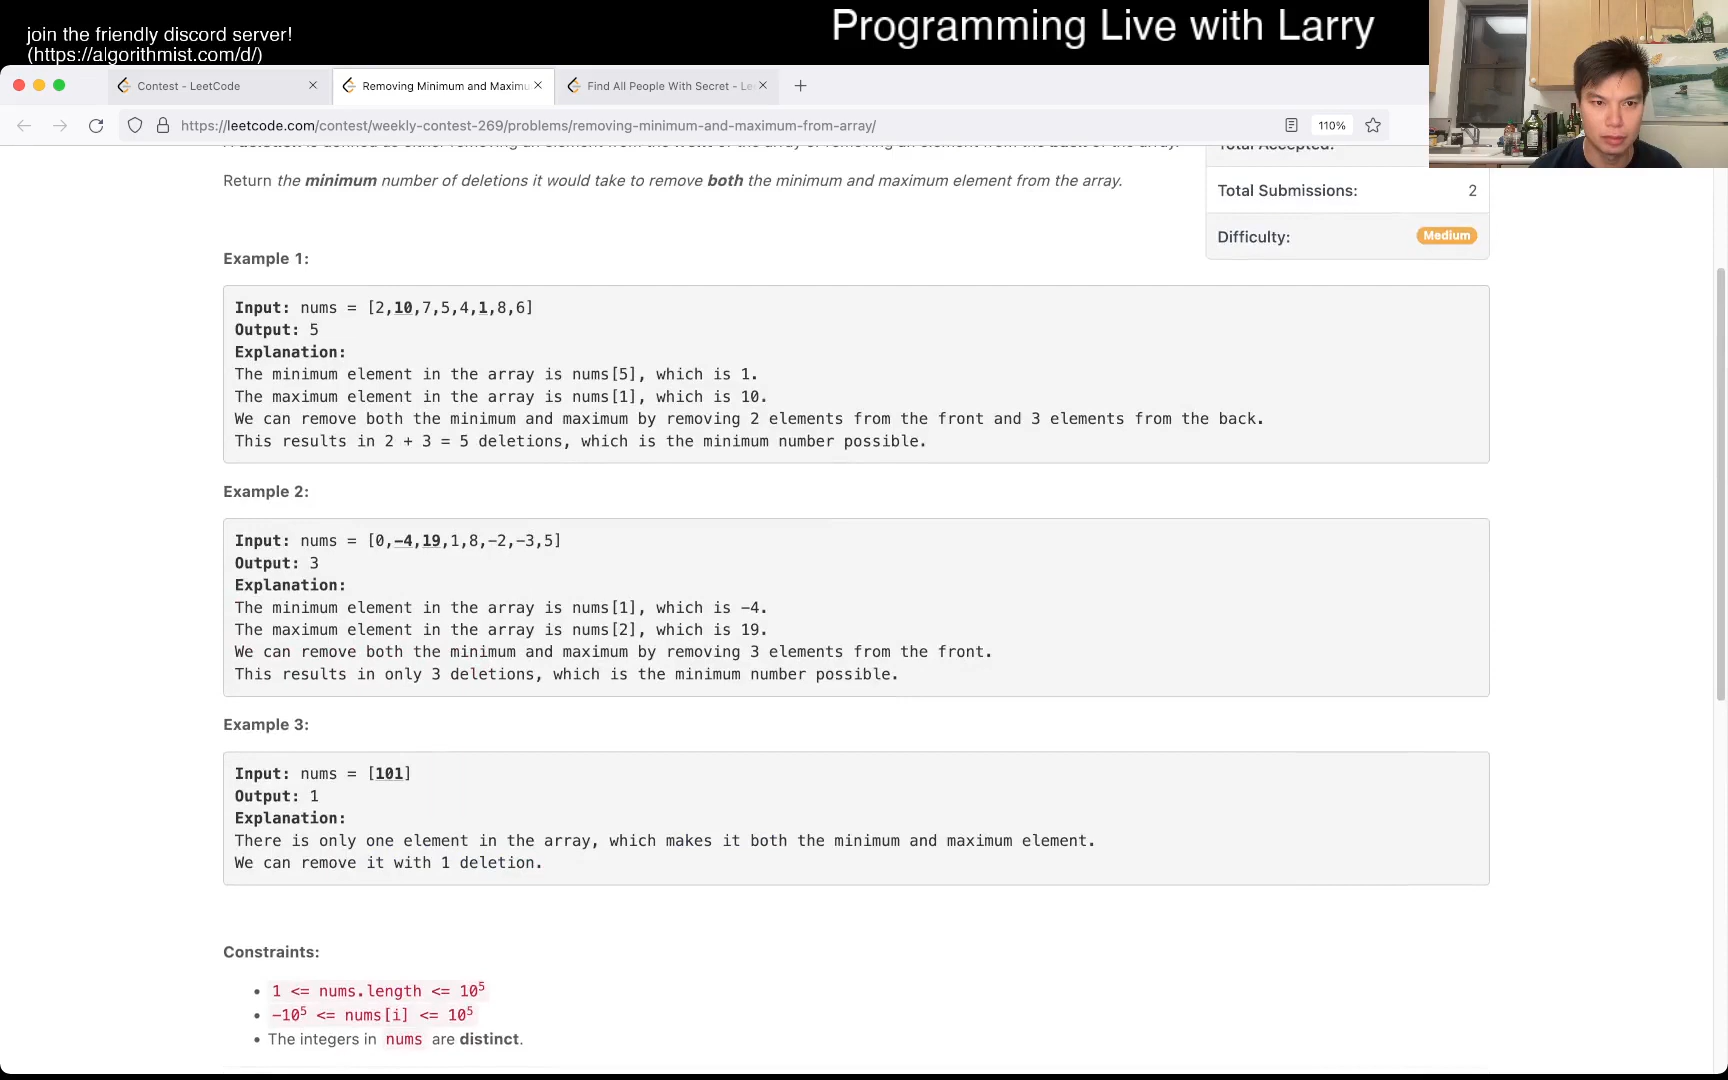 join the friendly discord server!
(https://algorithmist.com/d/)
Programming Live with Larry
Contest - LeetCode
Removing Minimum and Maximu
Find All People With Secret - Le
https://leetcode.com/contest/weekly-contest-269/problems/removing-minimum-and-maximum-from-array/
110%
Return the minimum number of deletions it would take to remove both the minimum and maximum element from the array.
Total Accepted:
Total Submissions: 2
Difficulty: Medium
Example 1:
Input: nums = [2,10,7,5,4,1,8,6]
Output: 5
Explanation:
The minimum element in the array is nums[5], which is 1.
The maximum element in the array is nums[1], which is 10.
We can remove both the minimum and maximum by removing 2 elements from the front and 3 elements from the back.
This results in 2 + 3 = 5 deletions, which is the minimum number possible.
Example 2:
Input: nums = [0,-4,19,1,8,-2,-3,5]
Output: 3
Explanation:
The minimum element in the array is nums[1], which is -4.
The maximum element in the array is nums[2], which is 19.
We can remove both the minimum and maximum by removing 3 elements from the front.
This results in only 3 deletions, which is the minimum number possible.
Example 3:
Input: nums = [101]
Output: 1
Explanation:
There is only one element in the array, which makes it both the minimum and maximum element.
We can remove it with 1 deletion.
Constraints:
• 1 <= nums.length <= 10⁵
• -10⁵ <= nums[i] <= 10⁵
• The integers in nums are distinct.